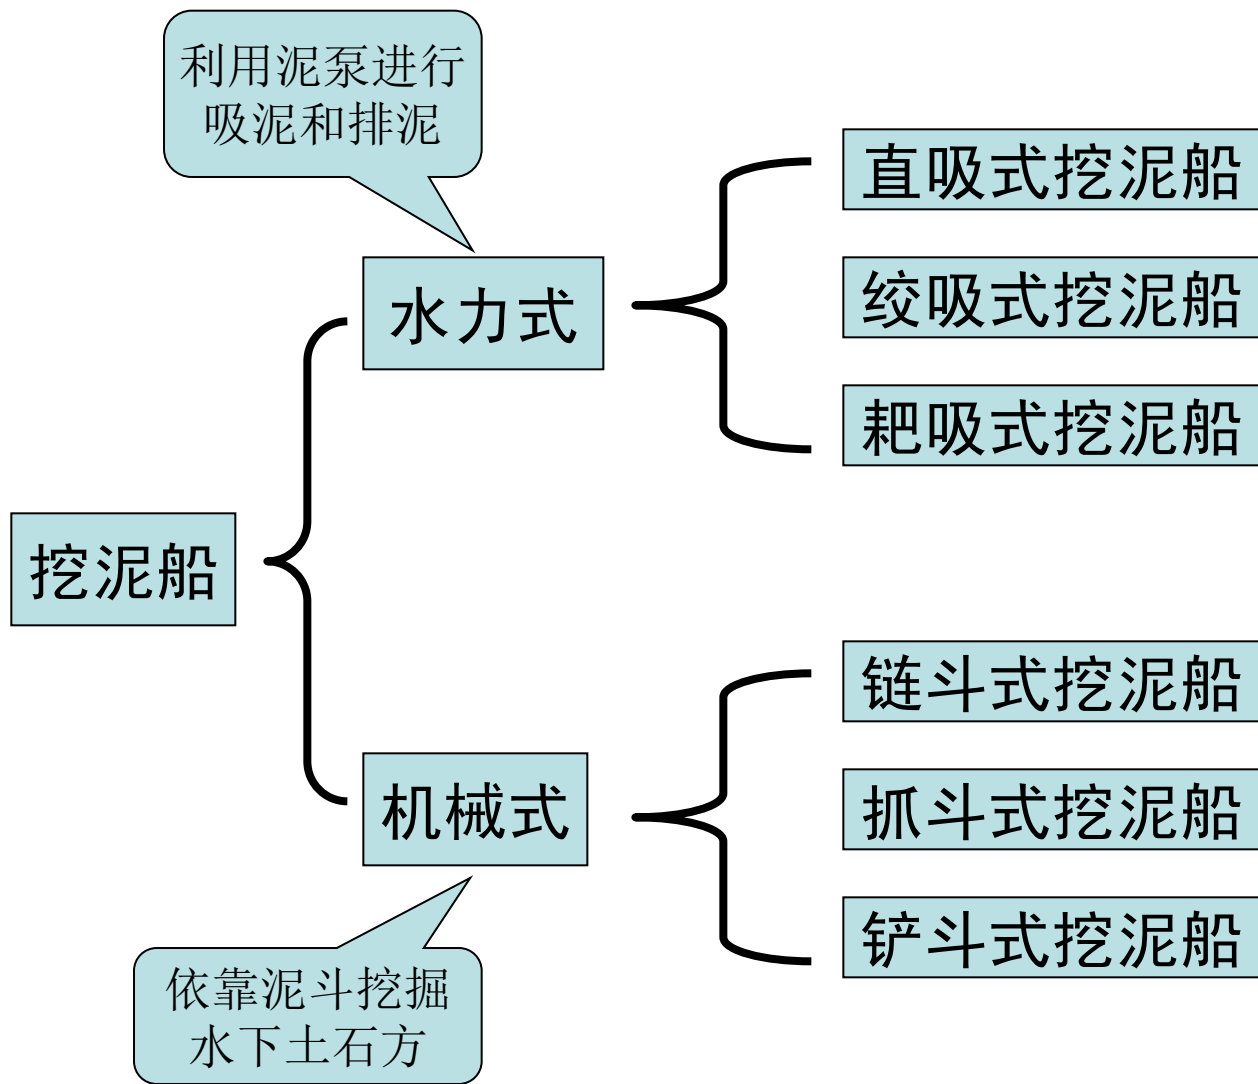 利用泥泵进行
吸泥和排泥
直吸式挖泥船
水力式
绞吸式挖泥船
耙吸式挖泥船
挖泥船
链斗式挖泥船
机械式
抓斗式挖泥船
铲斗式挖泥船
依靠泥斗挖掘
水下土石方